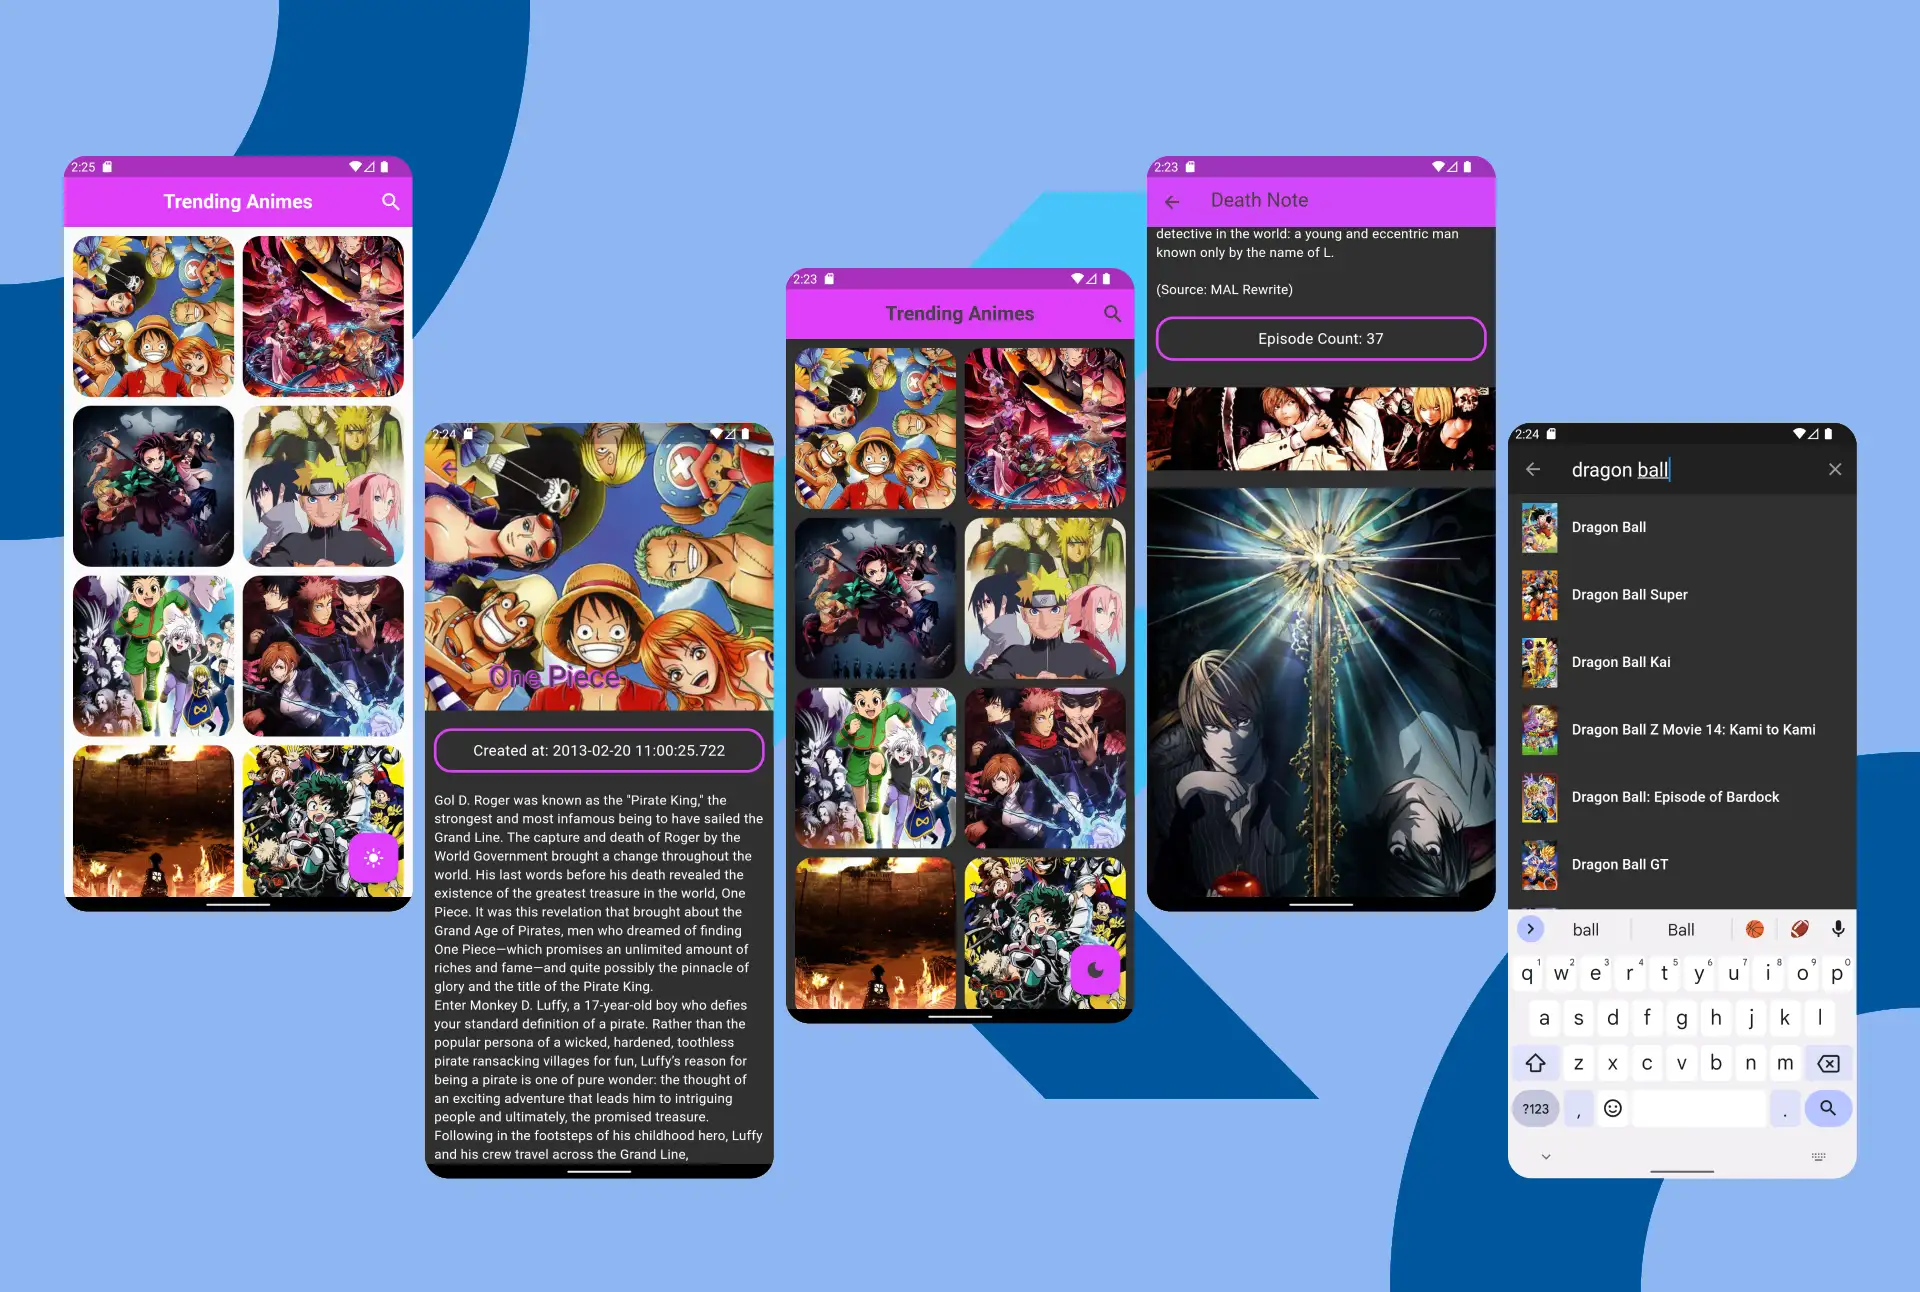 2:25
Trending Animes
2:24
One Piece
Created at: 2013-02-20 11:00:25.722
Gol D. Roger was known as the "Pirate King," the
strongest and most infamous being to have sailed the
Grand Line. The capture and death of Roger by the
World Government brought a change throughout the
world. His last words before his death revealed the
existence of the greatest treasure in the world, One
Piece. It was this revelation that brought about the
Grand Age of Pirates, men who dreamed of finding
One Piece—which promises an unlimited amount of
riches and fame—and quite possibly the pinnacle of
glory and the title of the Pirate King.
Enter Monkey D. Luffy, a 17-year-old boy who defies
your standard definition of a pirate. Rather than the
popular persona of a wicked, hardened, toothless
pirate ransacking villages for fun, Luffy's reason for
being a pirate is one of pure wonder: the thought of
an exciting adventure that leads him to intriguing
people and ultimately, the promised treasure.
Following in the footsteps of his childhood hero, Luffy
and his crew travel across the Grand Line,
2:23
Trending Animes
2:23
Death Note
detective in the world: a young and eccentric man
known only by the name of L.
(Source: MAL Rewrite)
Episode Count: 37
2:24
dragon ball
Dragon Ball
Dragon Ball Super
Dragon Ball Kai
Dragon Ball Z Movie 14: Kami to Kami
Dragon Ball: Episode of Bardock
Dragon Ball GT
ball Ball
q1 w2 e3 r4 t5 y6 u7 i8 o9 p0
a s d f g h j k l
z x c v b n m
?123 , .